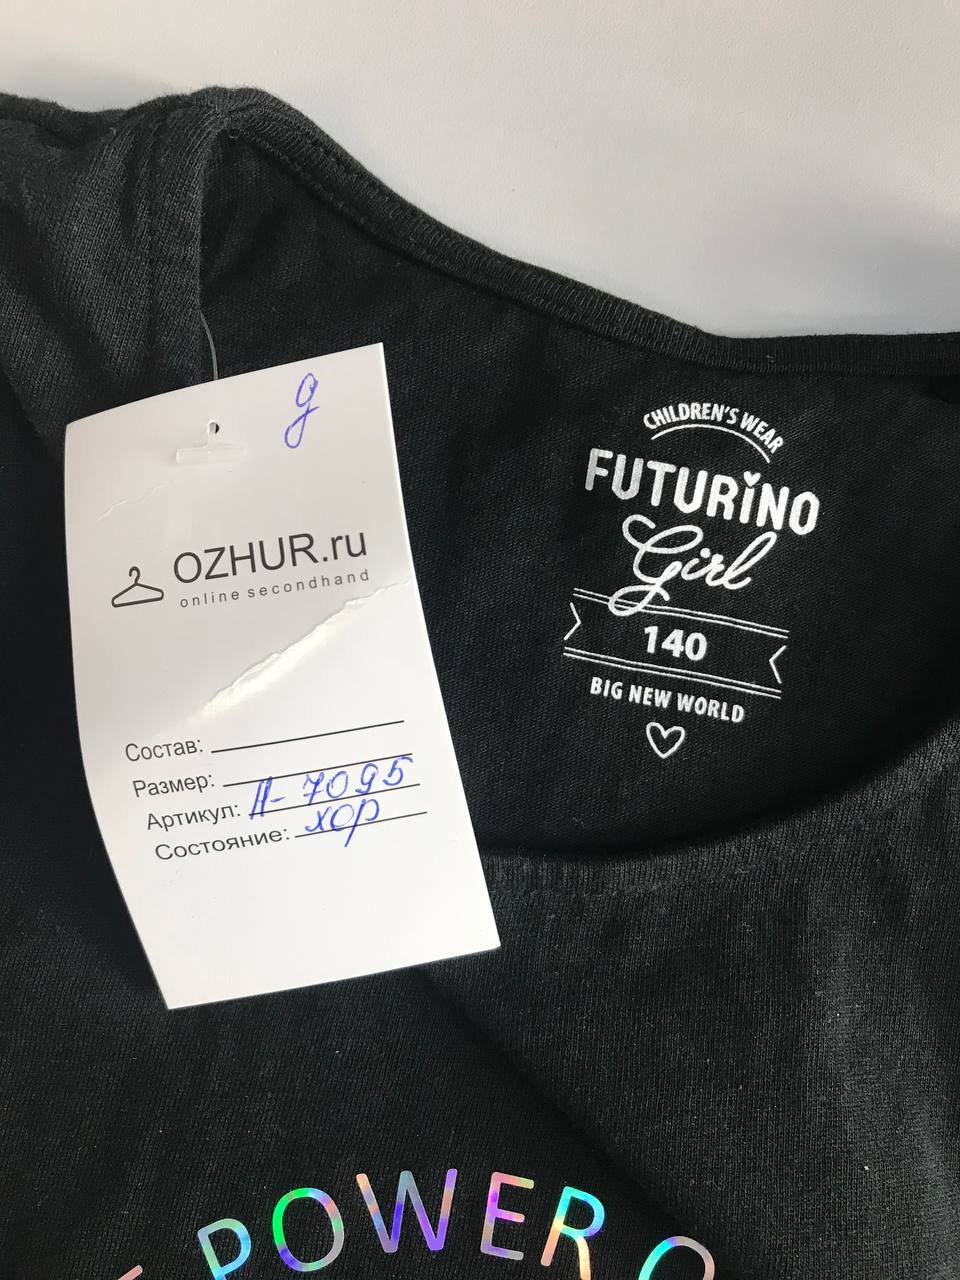 д
OZHUR.ru
online secondhand
Состав:
Размер:
Артикул: Н-7095
Состояние: хор
CHILDREN'S WEAR
FUTURINO
Girl
140
BIG NEW WORLD
POWER O